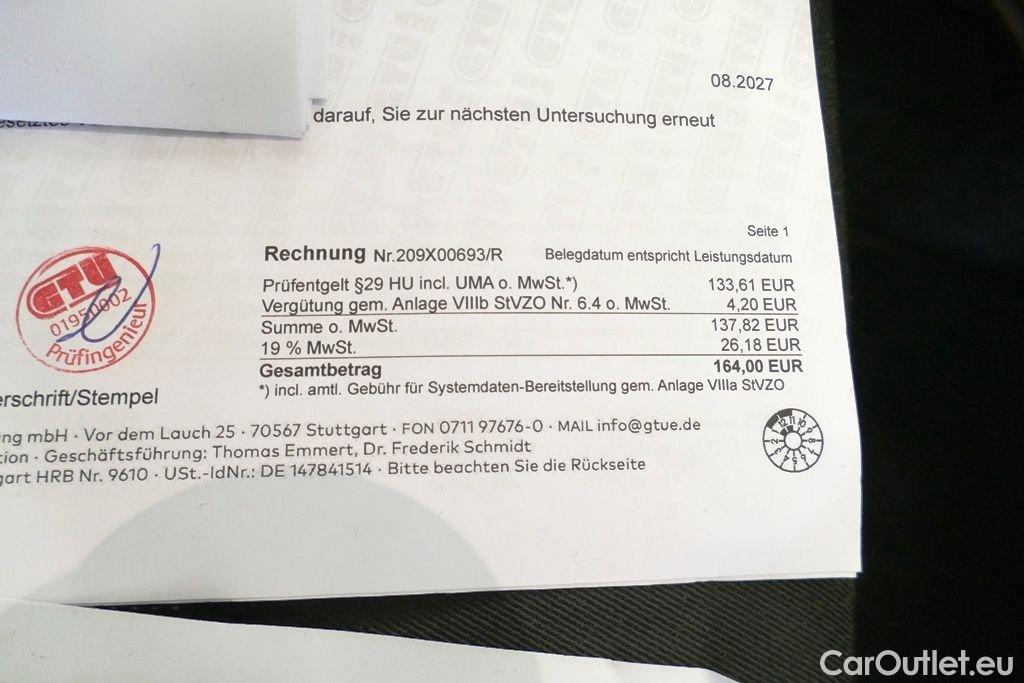 08.2027
darauf, Sie zur nächsten Untersuchung erneut
Seite 1
Rechnung Nr.209X00693/R Belegdatum entspricht Leistungsdatum
Prüfentgelt §29 HU incl. UMA o. MwSt.*) 133,61 EUR
Vergütung gem. Anlage VIIIb StVZO Nr. 6.4 o. MwSt. 4,20 EUR
Summe o. MwSt. 137,82 EUR
19 % MwSt. 26,18 EUR
Gesamtbetrag 164,00 EUR
*) incl. amtl. Gebühr für Systemdaten-Bereitstellung gem. Anlage VIIIa StVZO
GTÜ
01950002
Prüfingenieur
erschrift/Stempel
ng mbH · Vor dem Lauch 25 · 70567 Stuttgart · FON 0711 97676-0 · MAIL info@gtue.de
tion · Geschäftsführung: Thomas Emmert, Dr. Frederik Schmidt
gart HRB Nr. 9610 · USt.-IdNr.: DE 147841514 · Bitte beachten Sie die Rückseite
CarOutlet.eu